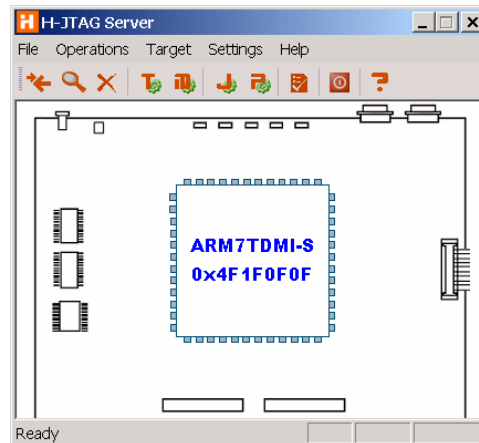 H H-JTAG Server
File Operations Target Settings Help
ARM7TDMI-S
0x4F1F0F0F
Ready